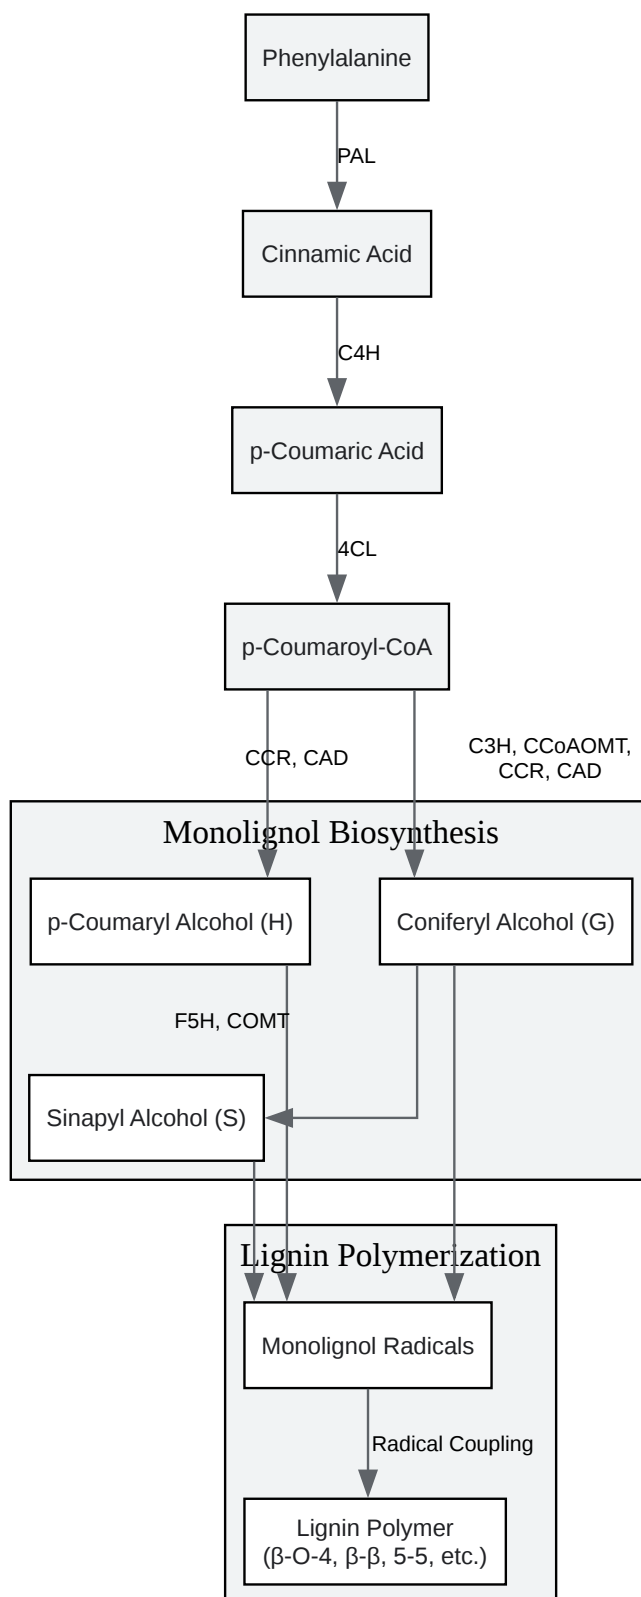 Phenylalanine
PAL
Cinnamic Acid
C4H
p-Coumaric Acid
4CL
p-Coumaroyl-CoA
CCR, CAD
C3H, CCoAOMT,
CCR, CAD
Monolignol Biosynthesis
p-Coumaryl Alcohol (H)
Coniferyl Alcohol (G)
F5H, COMT
Sinapyl Alcohol (S)
Lignin Polymerization
Monolignol Radicals
Radical Coupling
Lignin Polymer
(β-O-4, β-β, 5-5, etc.)